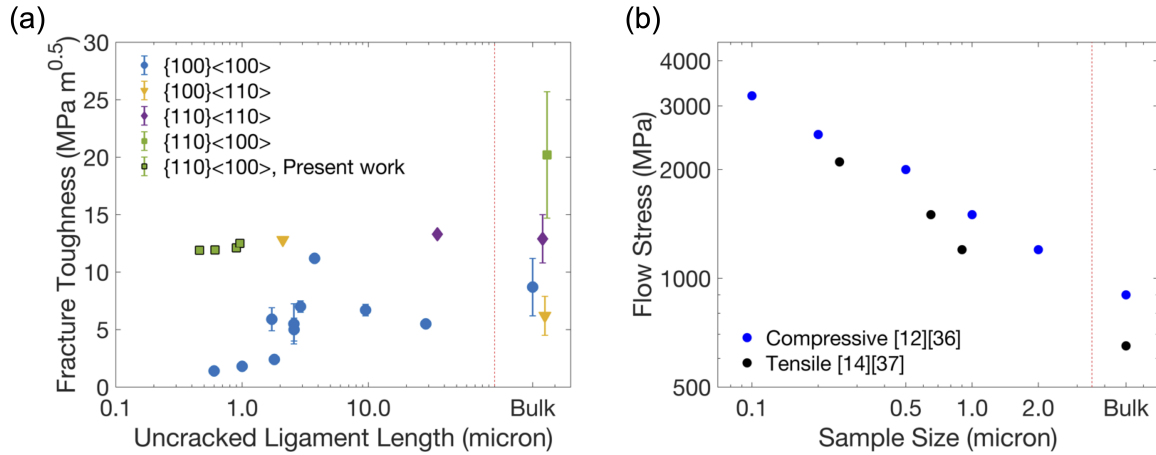 (a)
Fracture Toughness (MPa m^0.5)
30
25
20
15
10
5
0
{100}<100>
{100}<110>
{110}<110>
{110}<100>
{110}<100>, Present work
0.1
1.0
10.0
Bulk
Uncracked Ligament Length (micron)
(b)
Flow Stress (MPa)
4000
3000
2000
1000
500
Compressive [12][36]
Tensile [14][37]
0.1
0.5
1.0
2.0
Bulk
Sample Size (micron)